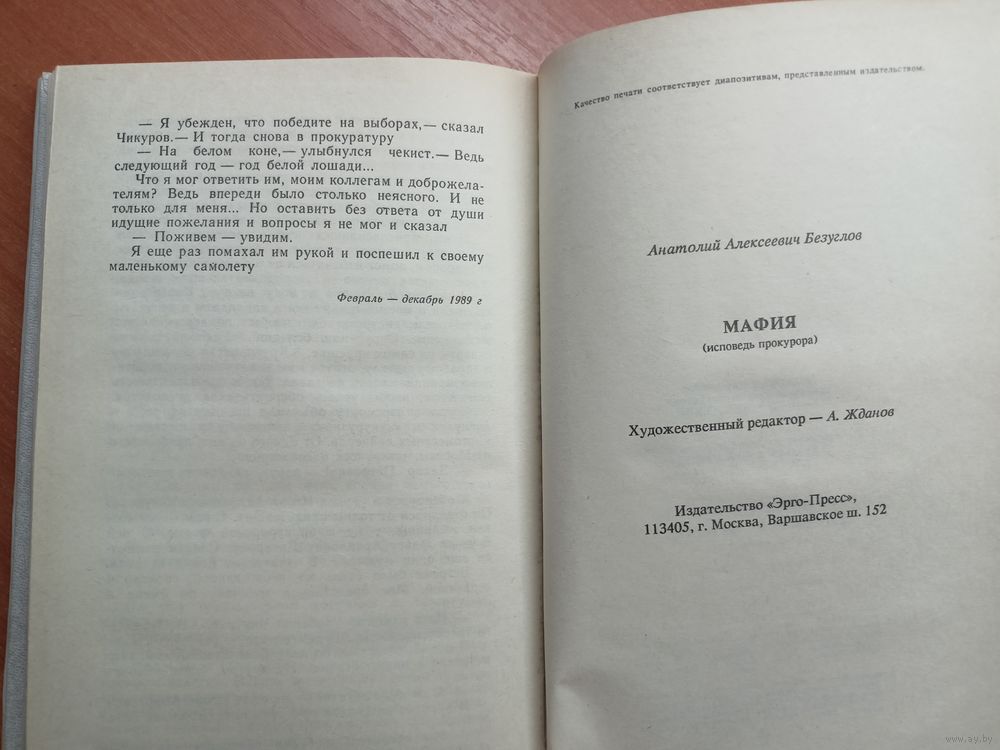 — Я убежден, что победите на выборах,— сказал
Чикуров.— И тогда снова в прокуратуру
— На белом коне,— улыбнулся чекист.— Ведь
следующий год — год белой лошади...
Что я мог ответить им, моим коллегам и доброжела-
телям? Ведь впереди было столько неясного. И не
только для меня... Но оставить без ответа от души
идущие пожелания и вопросы я не мог и сказал
— Поживем — увидим.
Я еще раз помахал им рукой и поспешил к своему
маленькому самолету
Февраль — декабрь 1989 г
Качество печати соответствует диапозитивам, представленным издательством.
Анатолий Алексеевич Безуглов
МАФИЯ
(исповедь прокурора)
Художественный редактор — А. Жданов
Издательство «Эрго-Пресс»,
113405, г. Москва, Варшавское ш. 152
www.ay.by